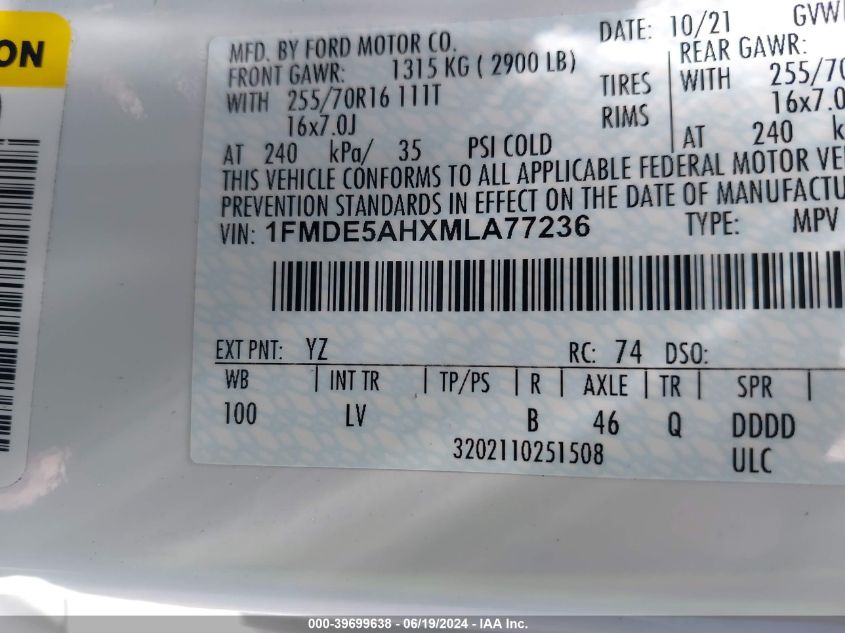 ON
DATE: 10/21 GVW
MFD. BY FORD MOTOR CO.
FRONT GAWR: 1315 KG ( 2900 LB) REAR GAWR:
WITH 255/70R16 111T TIRES WITH 255/70
16x7.0J RIMS 16x7.0
AT 240 kPa/ 35 PSI COLD AT 240 k
THIS VEHICLE CONFORMS TO ALL APPLICABLE FEDERAL MOTOR VE
PREVENTION STANDARDS IN EFFECT ON THE DATE OF MANUFACTU
VIN: 1FMDE5AHXMLA77236 TYPE: MPV
EXT PNT: YZ RC: 74 DSO:
WB | INT TR | TP/PS | R | AXLE | TR | SPR |
100 LV B 46 Q DDDD
3202110251508 ULC
000-39699638 - 06/19/2024 - IAA Inc.